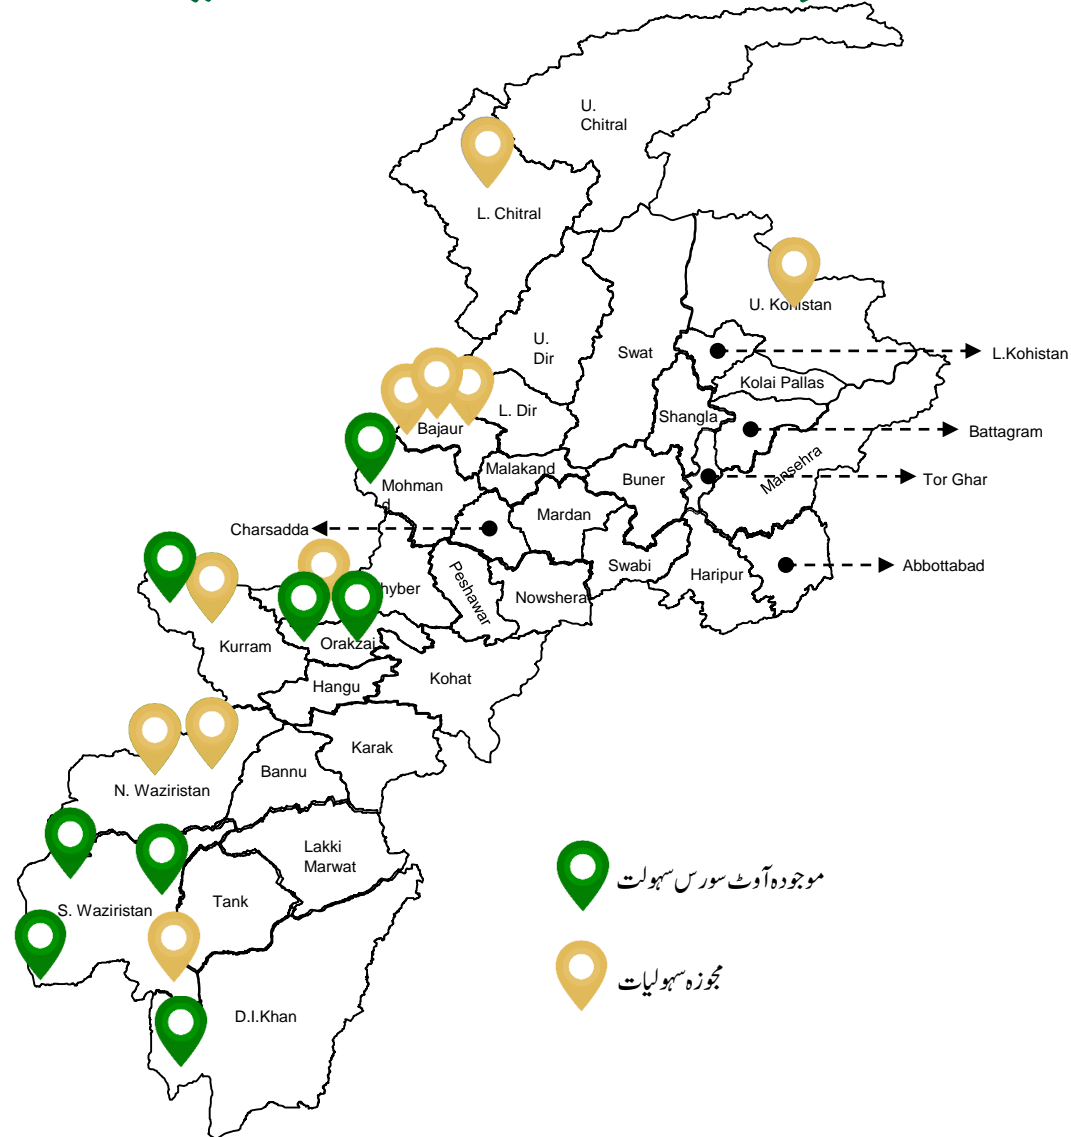 U.
Chitral
L. Chitral
U. Kohistan
U.
Dir
Swat
L.Kohistan
Kolai Pallas
L. Dir
Shangla
Bajaur
Battagram
Malakand
Mansehra
Buner
Tor Ghar
Mohman
d
Mardan
Charsadda
Swabi
Abbottabad
Haripur
hyber
Peshawar
Nowshera
Kurram
Orakzai
Kohat
Hangu
Karak
Bannu
N. Waziristan
Lakki
Marwat
موجودہ آوٹ سورس سہولت
Tank
S. Waziristan
مجوزہ سہولیات
D.I.Khan